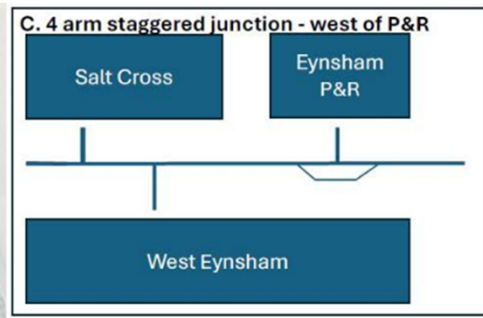 C. 4 arm staggered junction - west of P&R
Salt Cross
Eynsham
P&R
West Eynsham